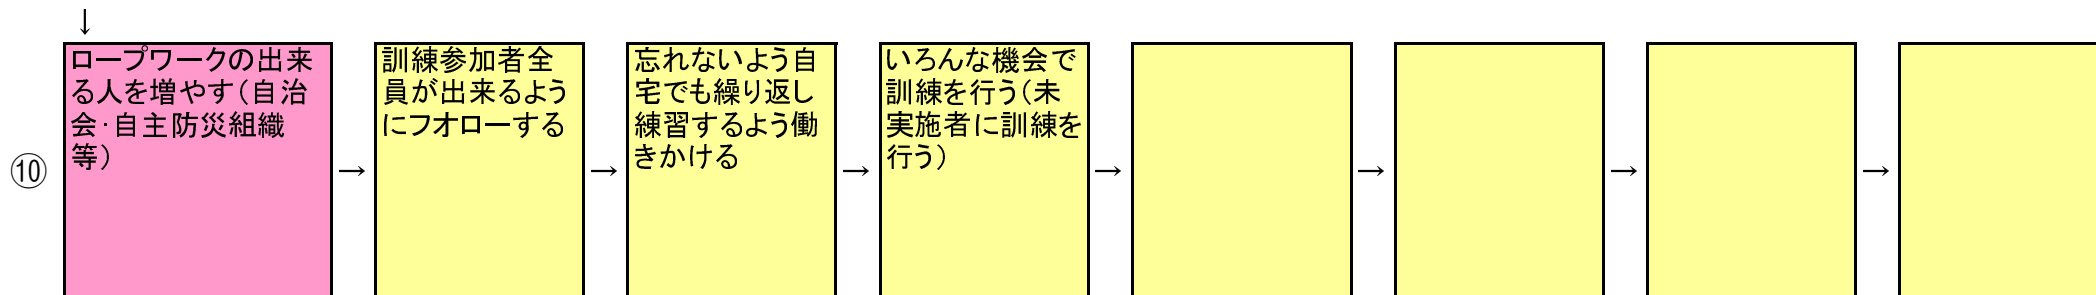 ↓
ロープワークの出来
る人を増やす(自治
会・自主防災組織
等)
訓練参加者全
員が出来るよう
にフオローする
忘れないよう自
宅でも繰り返し
練習するよう働
きかける
いろんな機会で
訓練を行う(未
実施者に訓練を
行う)
⑩
→
→
→
→
→
→
→